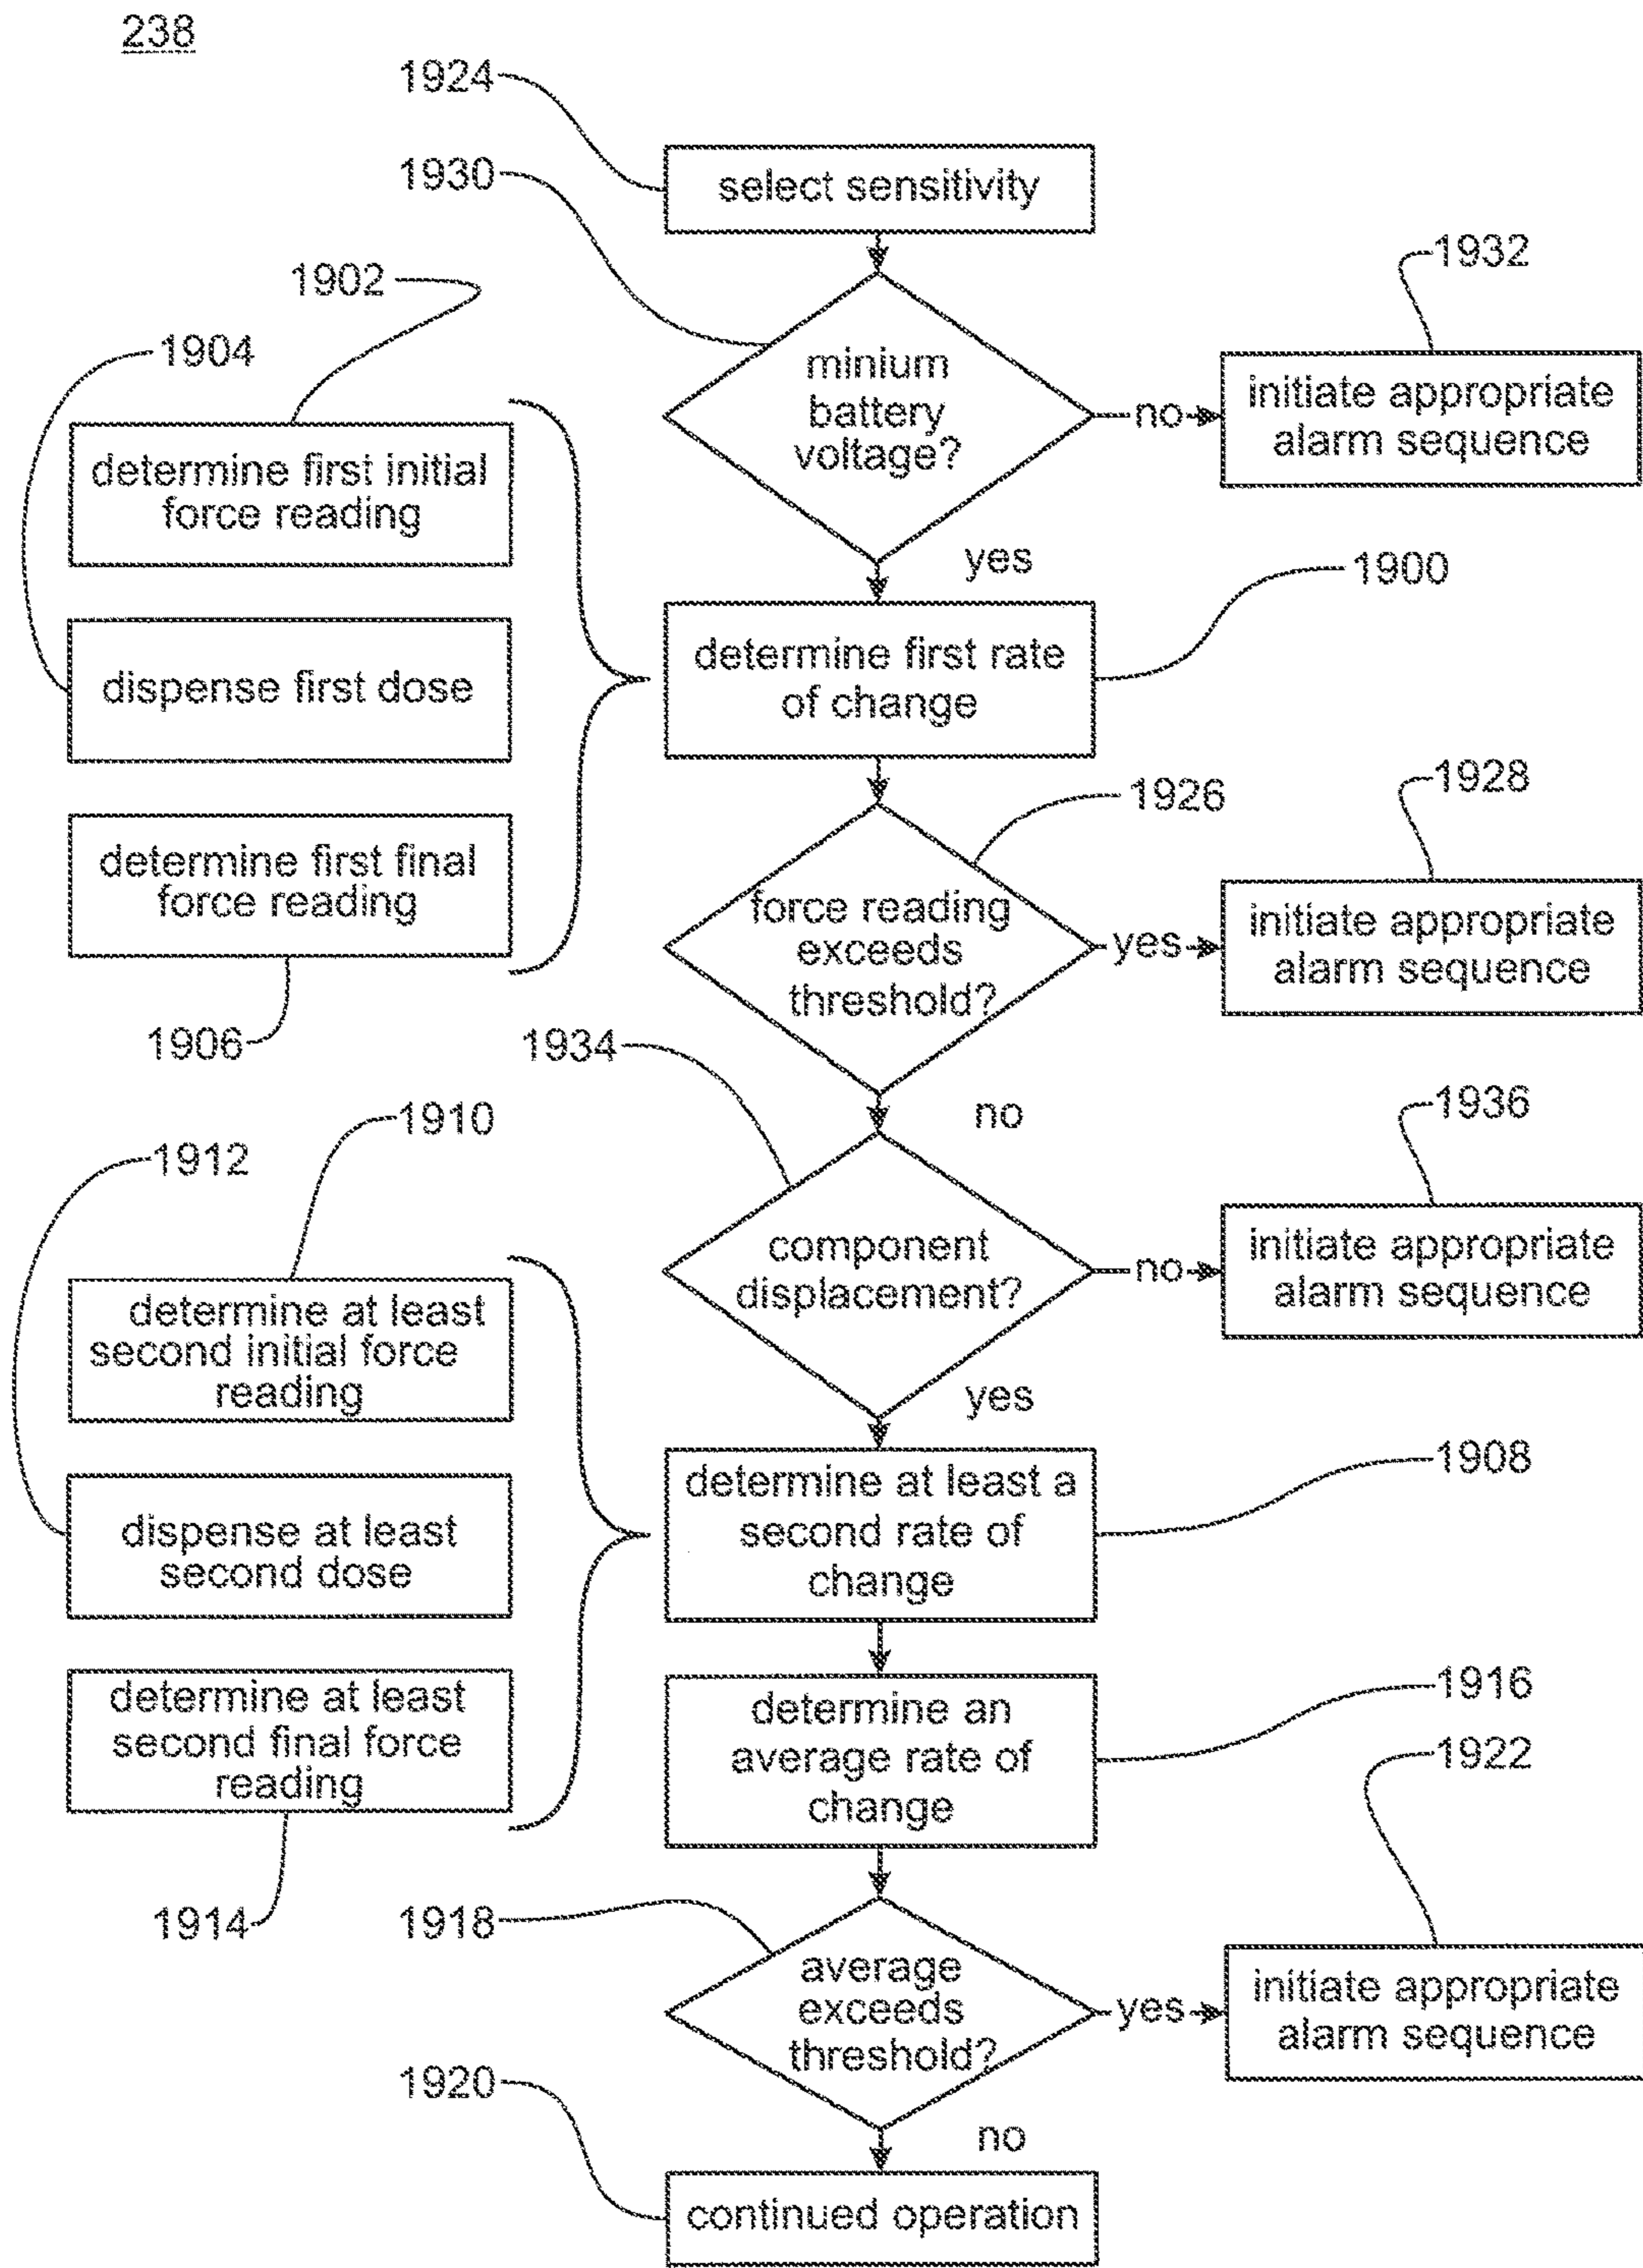 238
1924
select sensitivity
1930
minium
battery
voltage?
no
1932
initiate appropriate
alarm sequence
yes
1902
determine first initial
force reading
1904
dispense first dose
determine first final
force reading
1906
1900
determine first rate
of change
1926
force reading
exceeds
threshold?
yes
1928
initiate appropriate
alarm sequence
no
1934
component
displacement?
no
1936
initiate appropriate
alarm sequence
yes
1910
determine at least
second initial force
reading
1912
dispense at least
second dose
determine at least
second final force
reading
1914
1908
determine at least a
second rate of
change
1916
determine an
average rate of
change
1918
average
exceeds
threshold?
yes
1922
initiate appropriate
alarm sequence
no
1920
continued operation